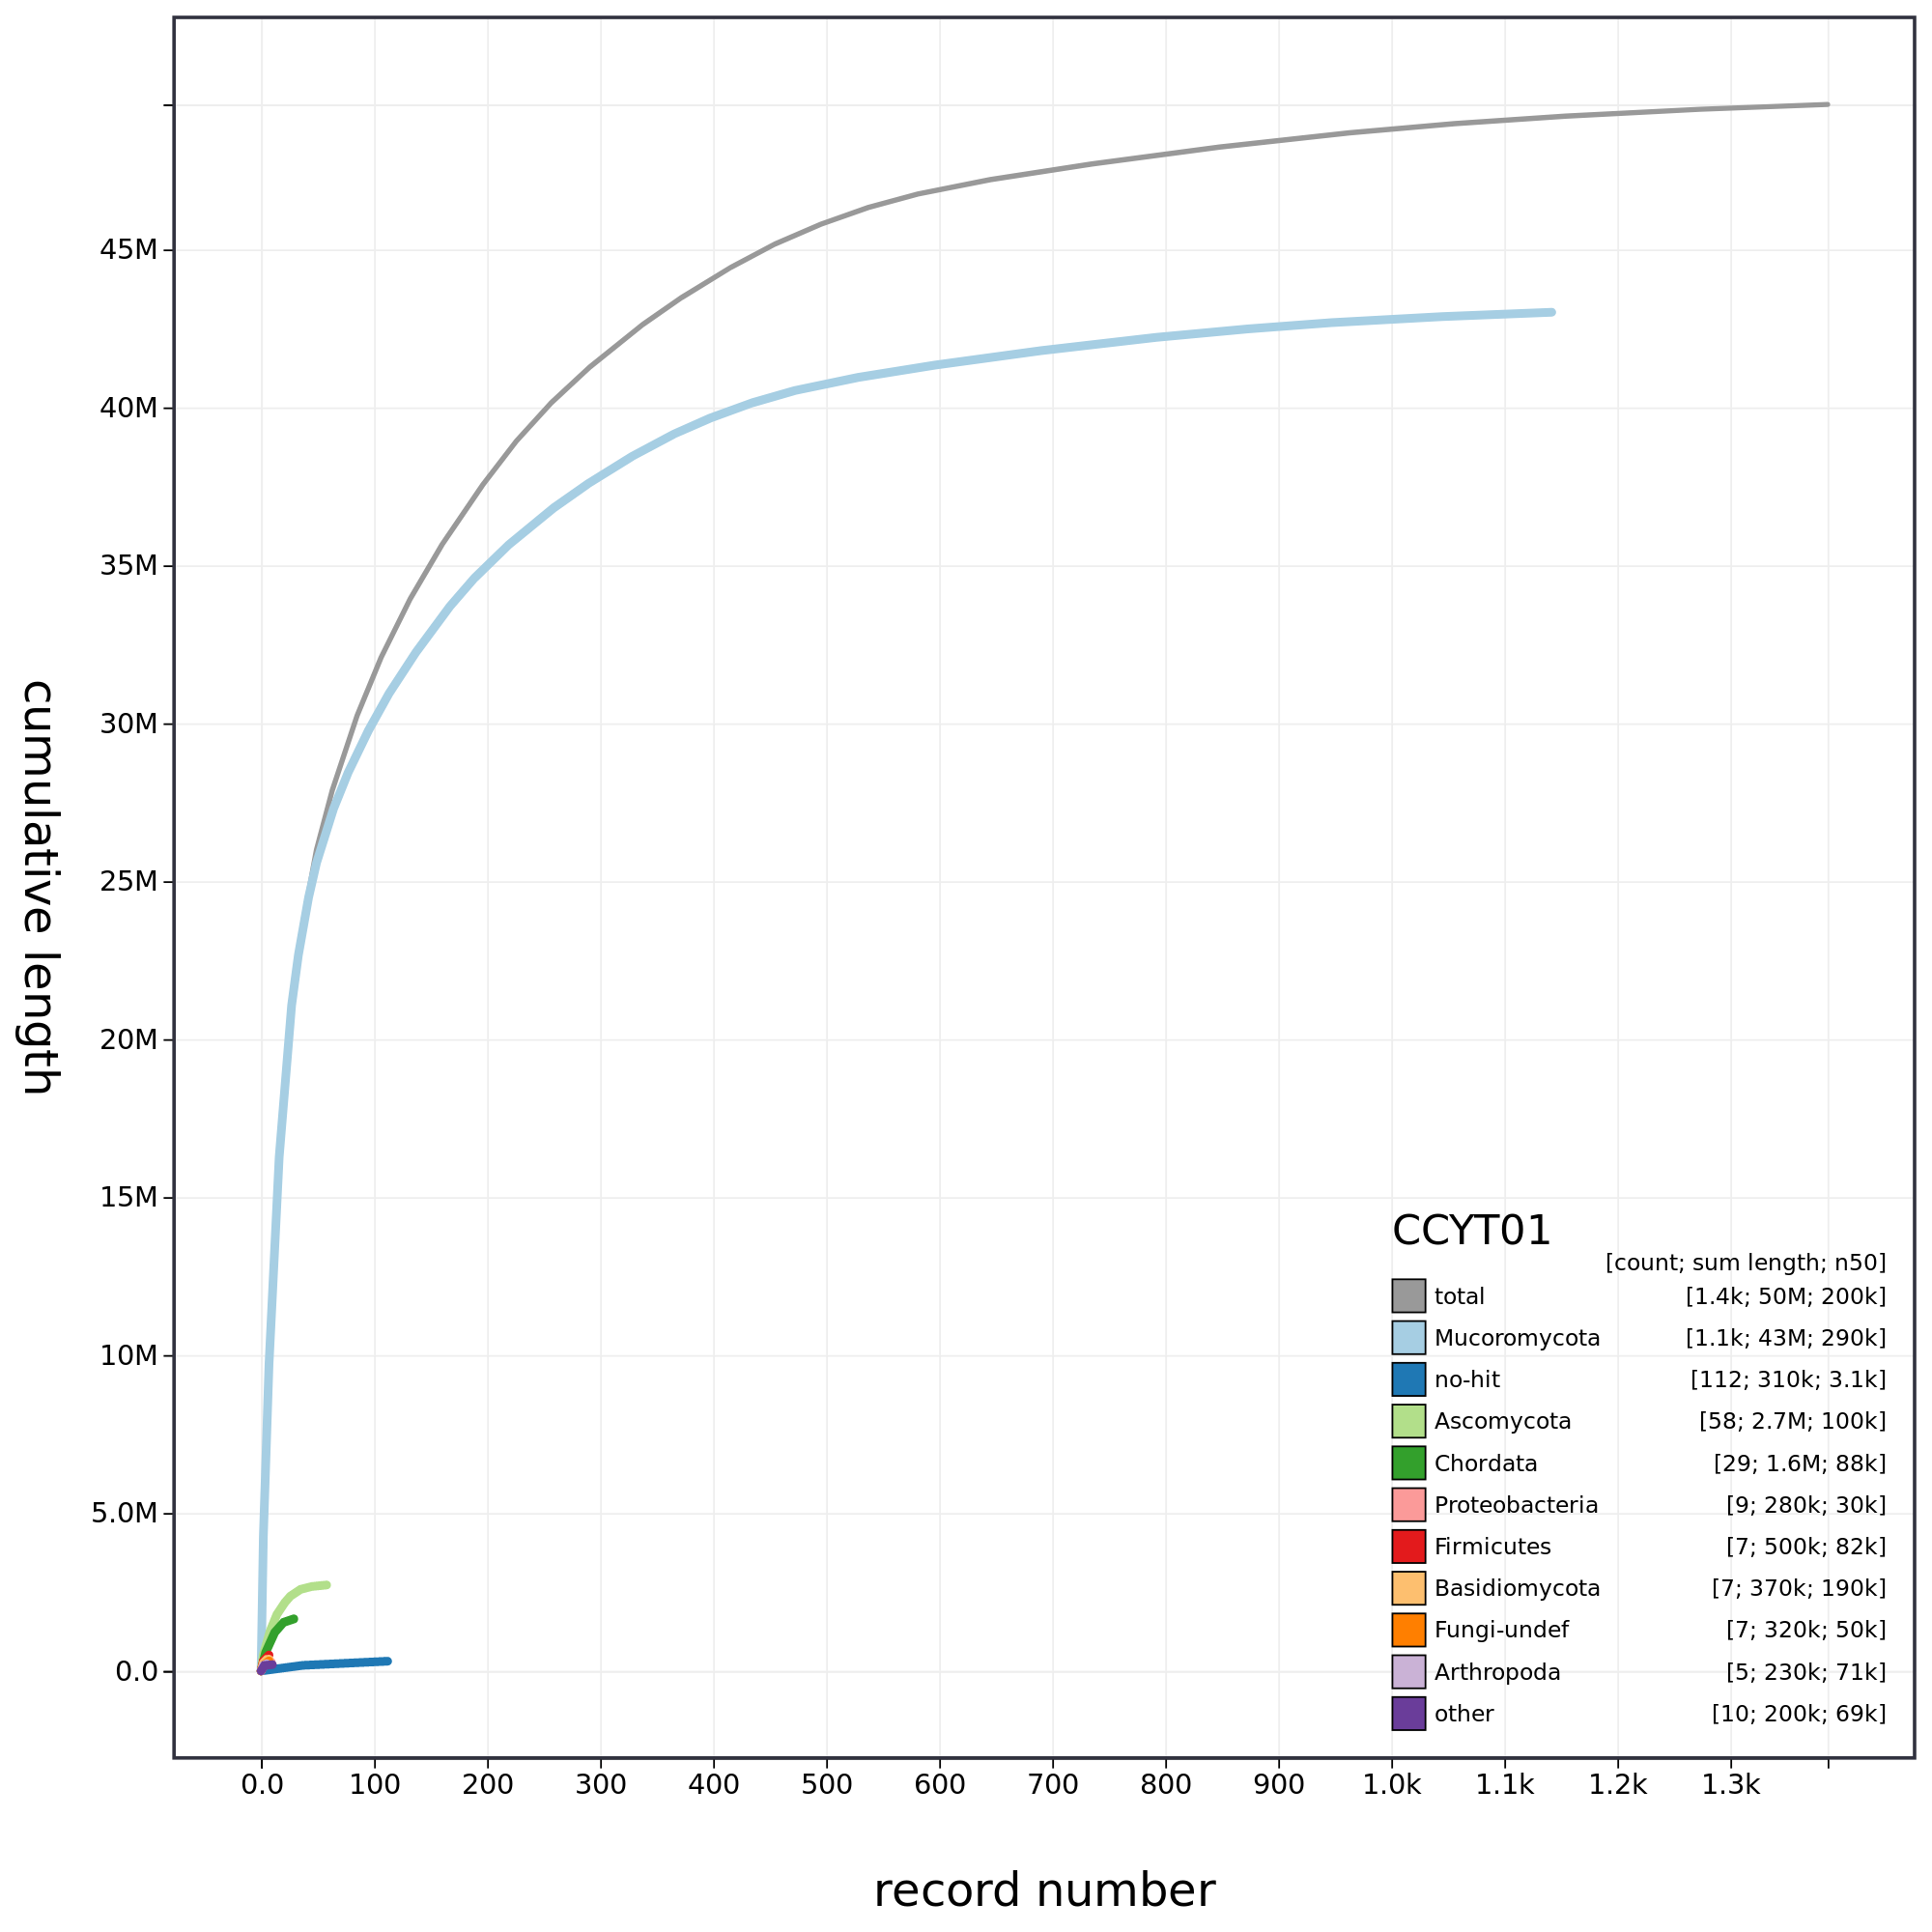 cumulative length
45M
40M
35M
30M
25M
20M
15M
10M
5.0M
0.0
CCYT01
[count; sum length; n50]
total [1.4k; 50M; 200k]
Mucoromycota [1.1k; 43M; 290k]
no-hit [112; 310k; 3.1k]
Ascomycota [58; 2.7M; 100k]
Chordata [29; 1.6M; 88k]
Proteobacteria [9; 280k; 30k]
Firmicutes [7; 500k; 82k]
Basidiomycota [7; 370k; 190k]
Fungi-undef [7; 320k; 50k]
Arthropoda [5; 230k; 71k]
other [10; 200k; 69k]
0.0 100 200 300 400 500 600 700 800 900 1.0k 1.1k 1.2k 1.3k
record number